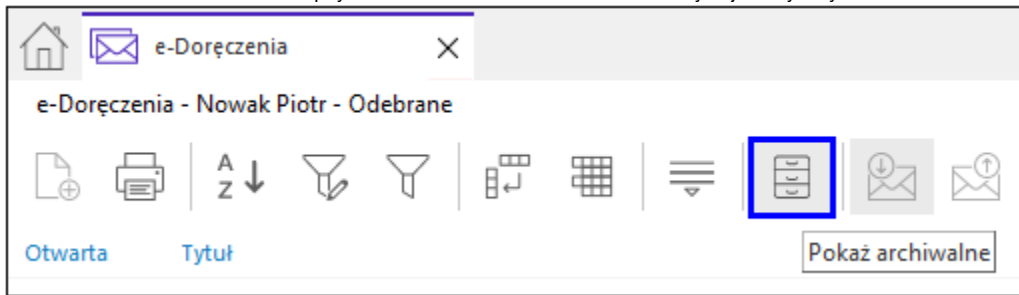 e-Doręczenia
e-Doręczenia - Nowak Piotr - Odebrane
A
Z
Otwarta Tytuł
Pokaż archiwalne